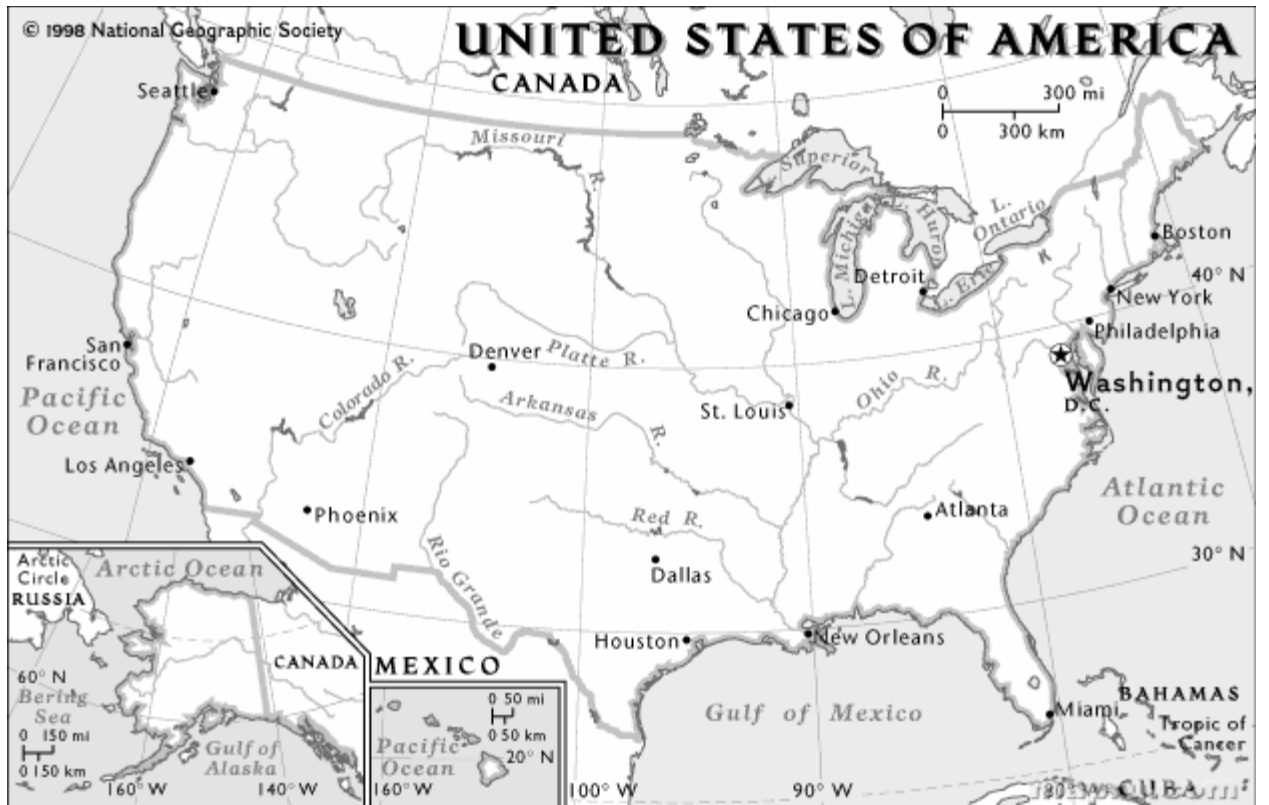 © 1998 National Geographic Society
UNITED STATES OF AMERICA
CANADA
0 300 mi
0 300 km
Seattle
Missouri
R.
L.
Superior
L. Michigan
L. Huron
L.
Ontario
L. Erie
Boston
40° N
Detroit
New York
Chicago
Philadelphia
San
Francisco
Denver
Platte R.
Colorado R.
Ohio R.
Washington,
D.C.
Pacific
Ocean
Arkansas
R.
St. Louis
Los Angeles
Atlantic
Ocean
Phoenix
Red R.
Atlanta
30° N
Rio Grande
Dallas
Houston
New Orleans
Arctic
Circle
RUSSIA
Arctic Ocean
CANADA
60° N
Bering
Sea
0 150 mi
0 150 km
Gulf of
Alaska
160° W
140° W
MEXICO
0 50 mi
0 50 km
Pacific
Ocean
20° N
160° W
Gulf of Mexico
Miami
BAHAMAS
Tropic of
Cancer
100° W
90° W
80° W
CUBA